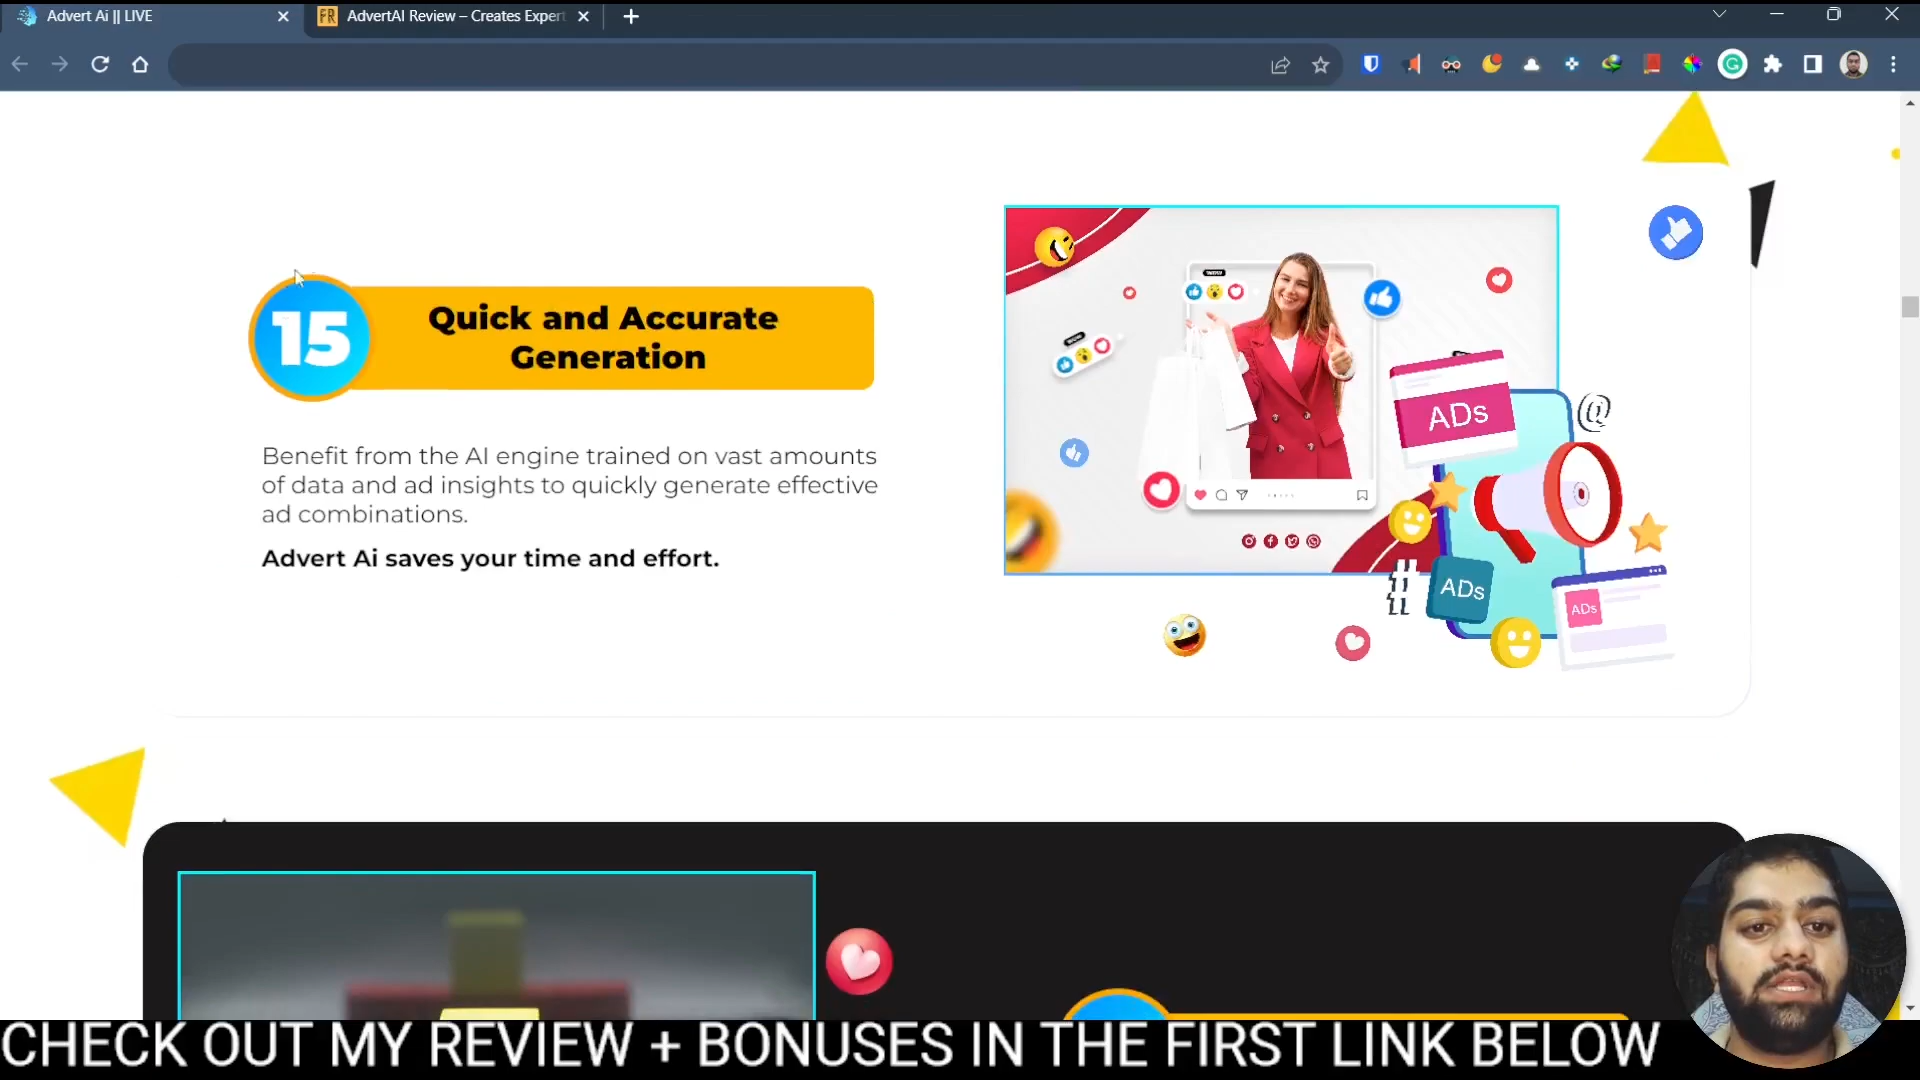 Advert Ai || LIVE
AdvertAI Review – Creates Expert
15
Quick and Accurate
Generation
Benefit from the AI engine trained on vast amounts
of data and ad insights to quickly generate effective
ad combinations.
Advert Ai saves your time and effort.
ADs
@
#
ADs
ADs
CHECK OUT MY REVIEW + BONUSES IN THE FIRST LINK BELOW